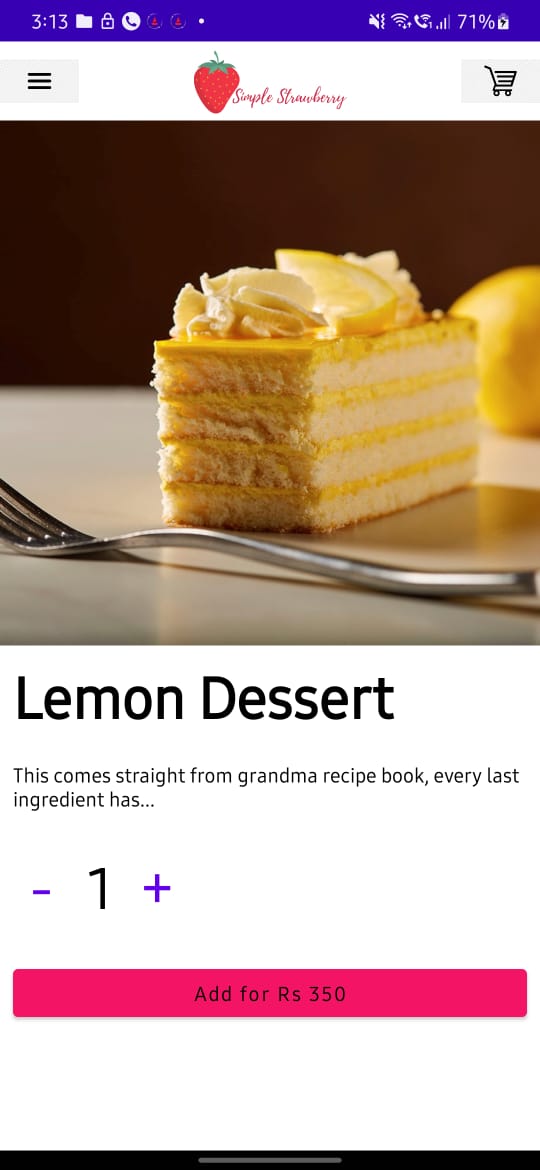 3:13
71%
Simple Strawberry
Lemon Dessert
This comes straight from grandma recipe book, every last
ingredient has...
- 1 +
Add for Rs 350